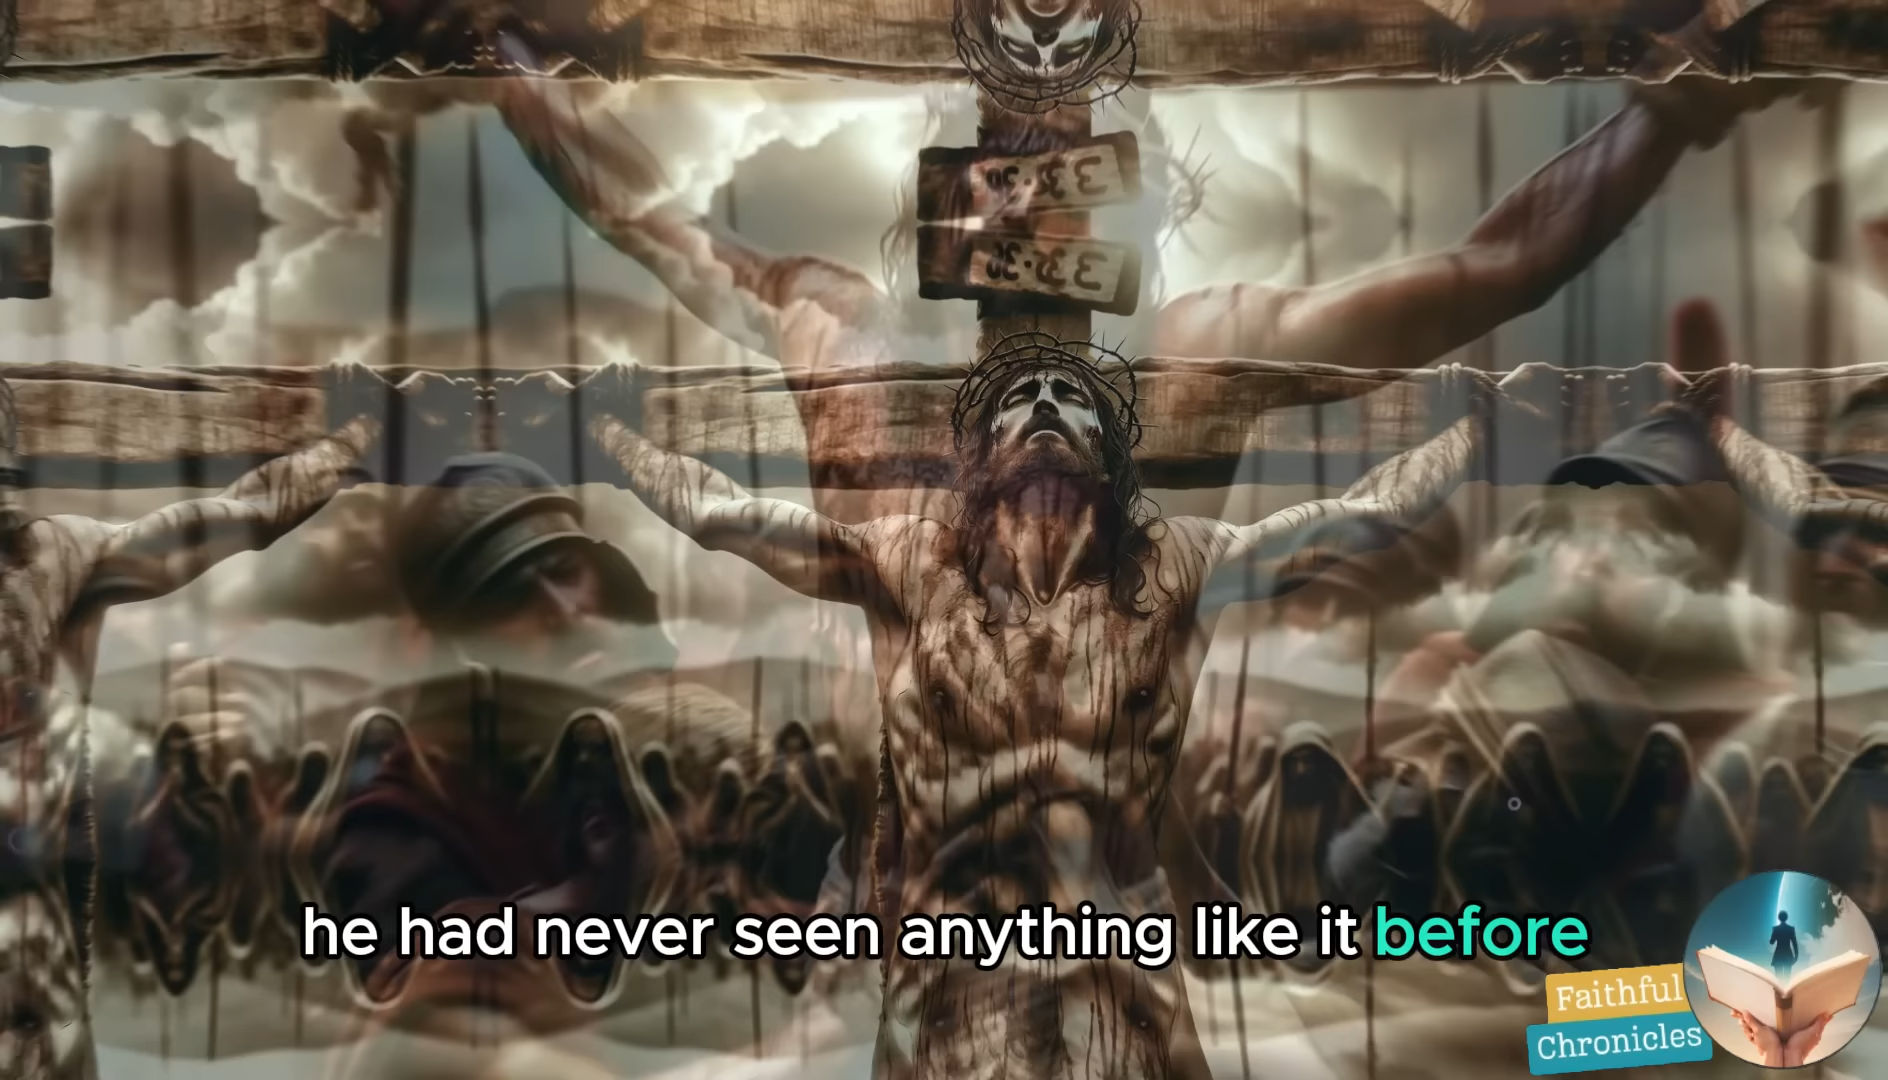 he had never seen anything like it before
Faithful
Chronicles